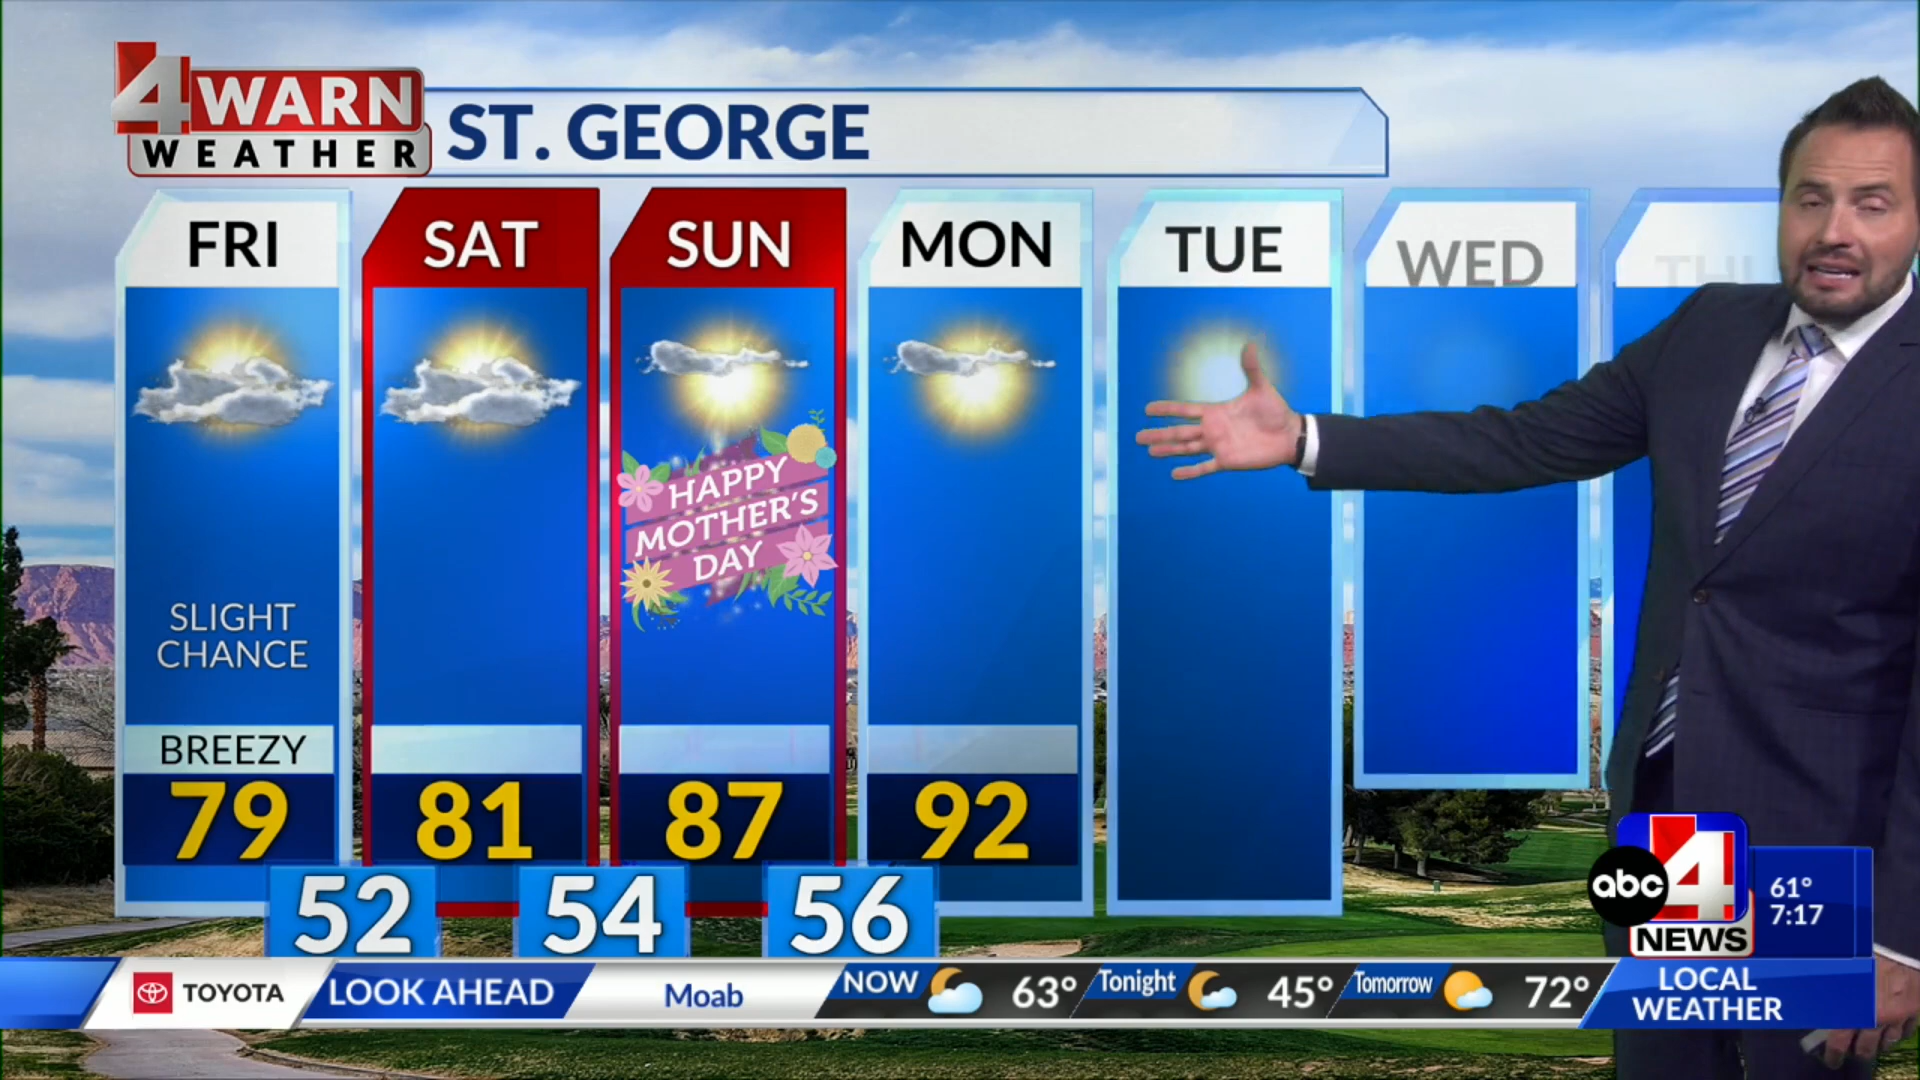 4WARN
WEATHER
ST. GEORGE
FRI
SAT
SUN
MON
TUE
WED
THU
HAPPY
MOTHER'S
DAY
SLIGHT
CHANCE
BREEZY
79
81
87
92
52
54
56
abc
4
NEWS
61°
7:17
TOYOTA
LOOK AHEAD
Moab
NOW
63°
Tonight
45°
Tomorrow
72°
LOCAL
WEATHER